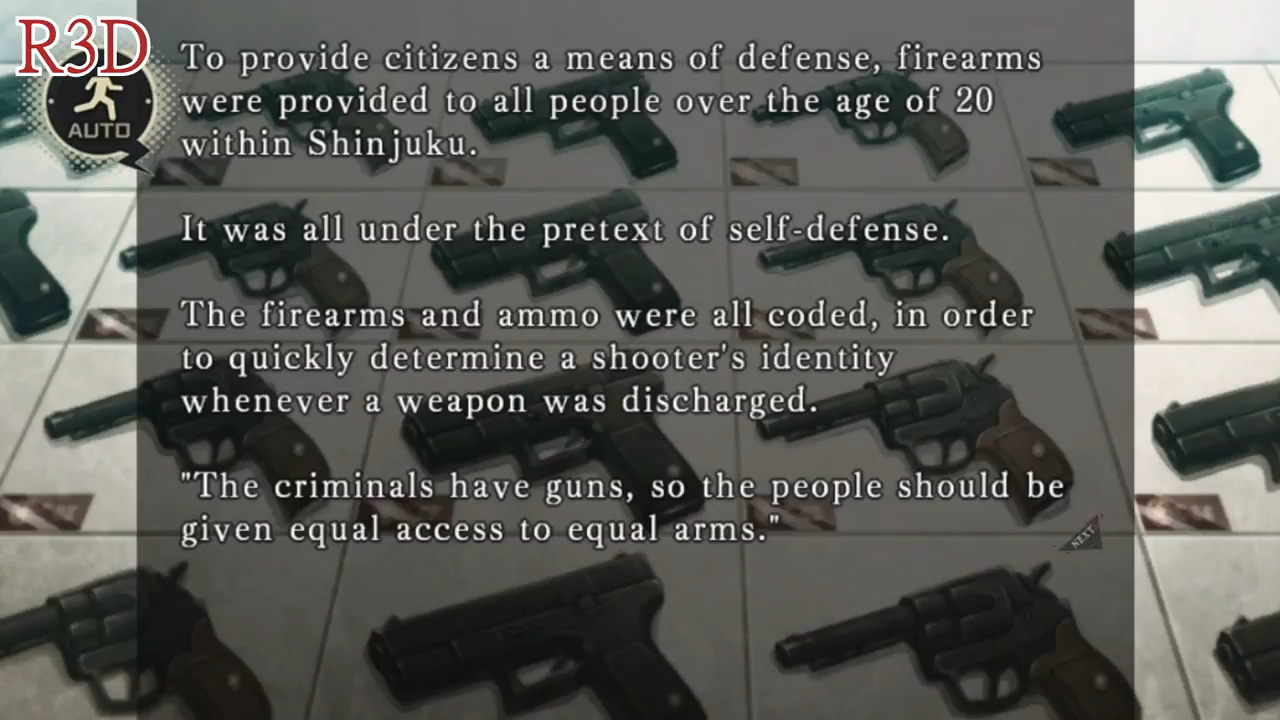 R3D
AUTO
To provide citizens a means of defense, firearms
were provided to all people over the age of 20
within Shinjuku.
It was all under the pretext of self-defense.
The firearms and ammo were all coded, in order
to quickly determine a shooter's identity
whenever a weapon was discharged.
"The criminals have guns, so the people should be
given equal access to equal arms."
NEXT